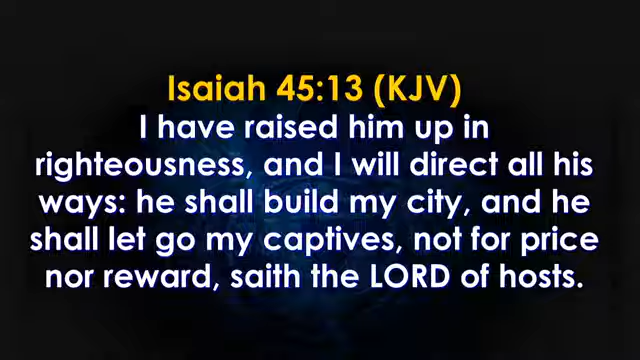 Isaiah 45:13 (KJV)
I have raised him up in
righteousness, and I will direct all his
ways: he shall build my city, and he
shall let go my captives, not for price
nor reward, saith the LORD of hosts.